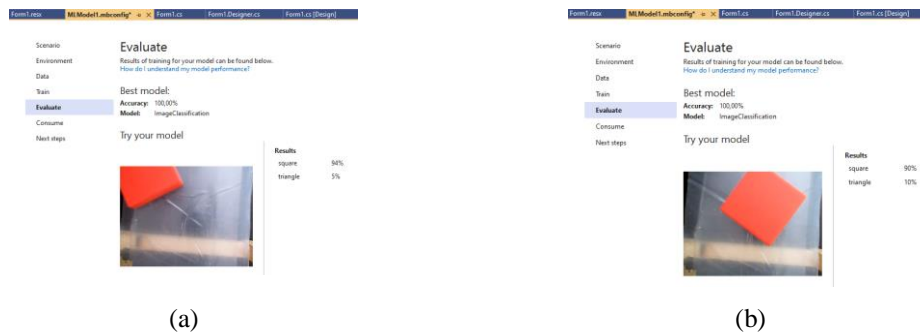 Form1.resx MLModel1.mbconfig* Form1.cs Form1.Designer.cs Form1.cs [Design]
Scenario
Environment
Data
Train
Evaluate
Consume
Next steps
Evaluate
Results of training for your model can be found below.
How do I understand my model performance?
Best model:
Accuracy: 100,00%
Model: ImageClassification
Try your model
Results
square 94%
triangle 5%
(a)
Form1.resx MLModel1.mbconfig* Form1.cs Form1.Designer.cs Form1.cs [Design]
Scenario
Environment
Data
Train
Evaluate
Consume
Next steps
Evaluate
Results of training for your model can be found below.
How do I understand my model performance?
Best model:
Accuracy: 100,00%
Model: ImageClassification
Try your model
Results
square 90%
triangle 10%
(b)